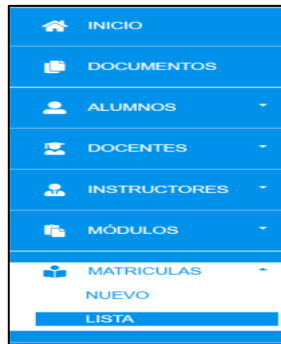 INICIO
DOCUMENTOS
ALUMNOS
DOCENTES
INSTRUCTORES
MÓDULOS
MATRICULAS
NUEVO
LISTA